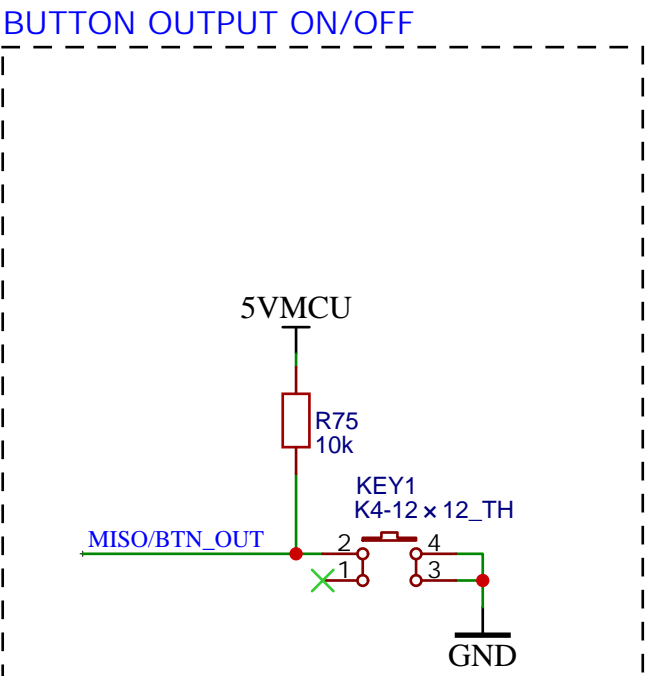 BUTTON OUTPUT ON/OFF
5VMCU
R75
10k
KEY1
K4-12×12_TH
MISO/BTN_OUT
2 4
1 3
GND